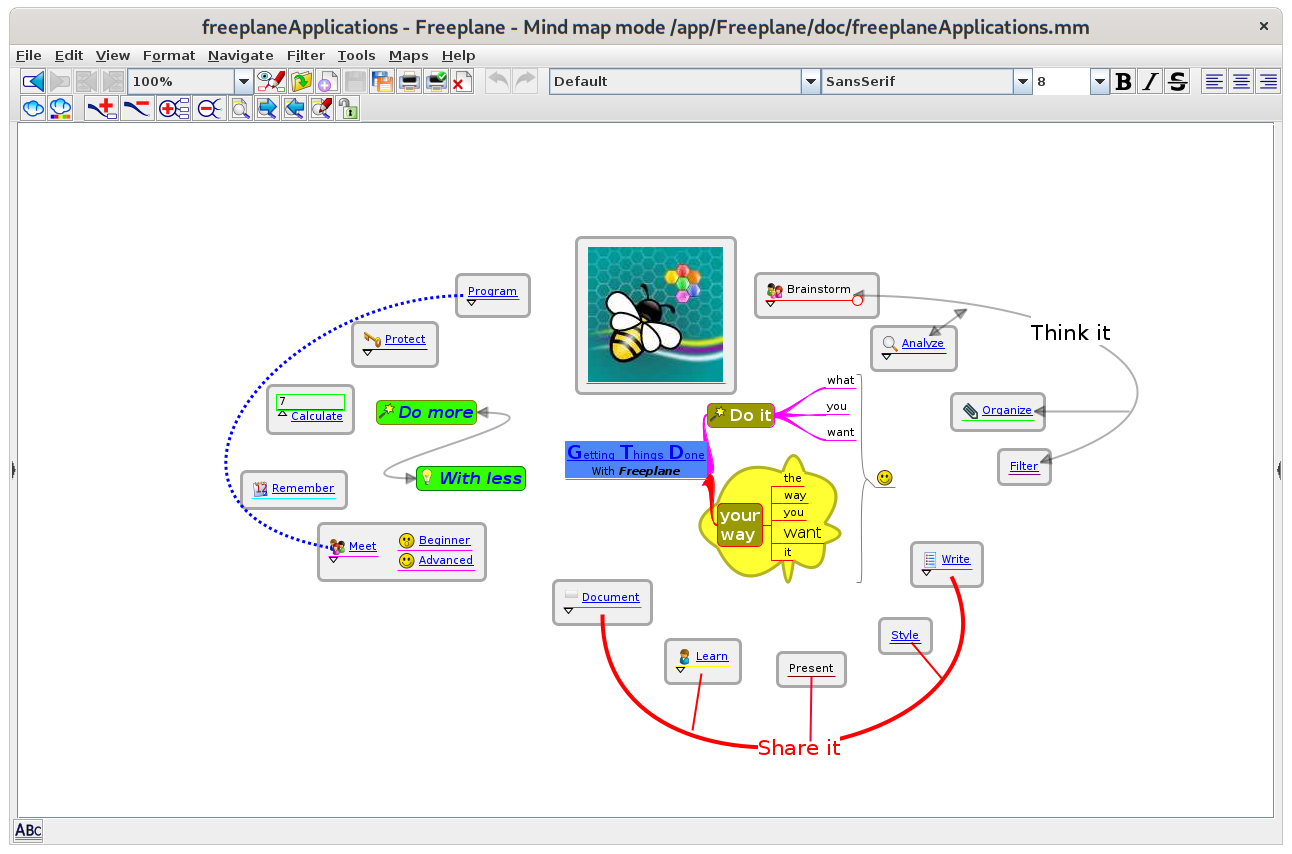 freeplaneApplications - Freeplane - Mind map mode /app/Freeplane/doc/freeplaneApplications.mm
File Edit View Format Navigate Filter Tools Maps Help
100%
Default
SansSerif
8
B I S
Program
Protect
7
Calculate
Do more
With less
Remember
Meet
Beginner
Advanced
Getting Things Done
With Freeplane
Do it
what
you
want
your
way
the
way
you
want
it
Brainstorm
Analyze
Think it
Organize
Filter
Write
Style
Document
Learn
Present
Share it
ABC